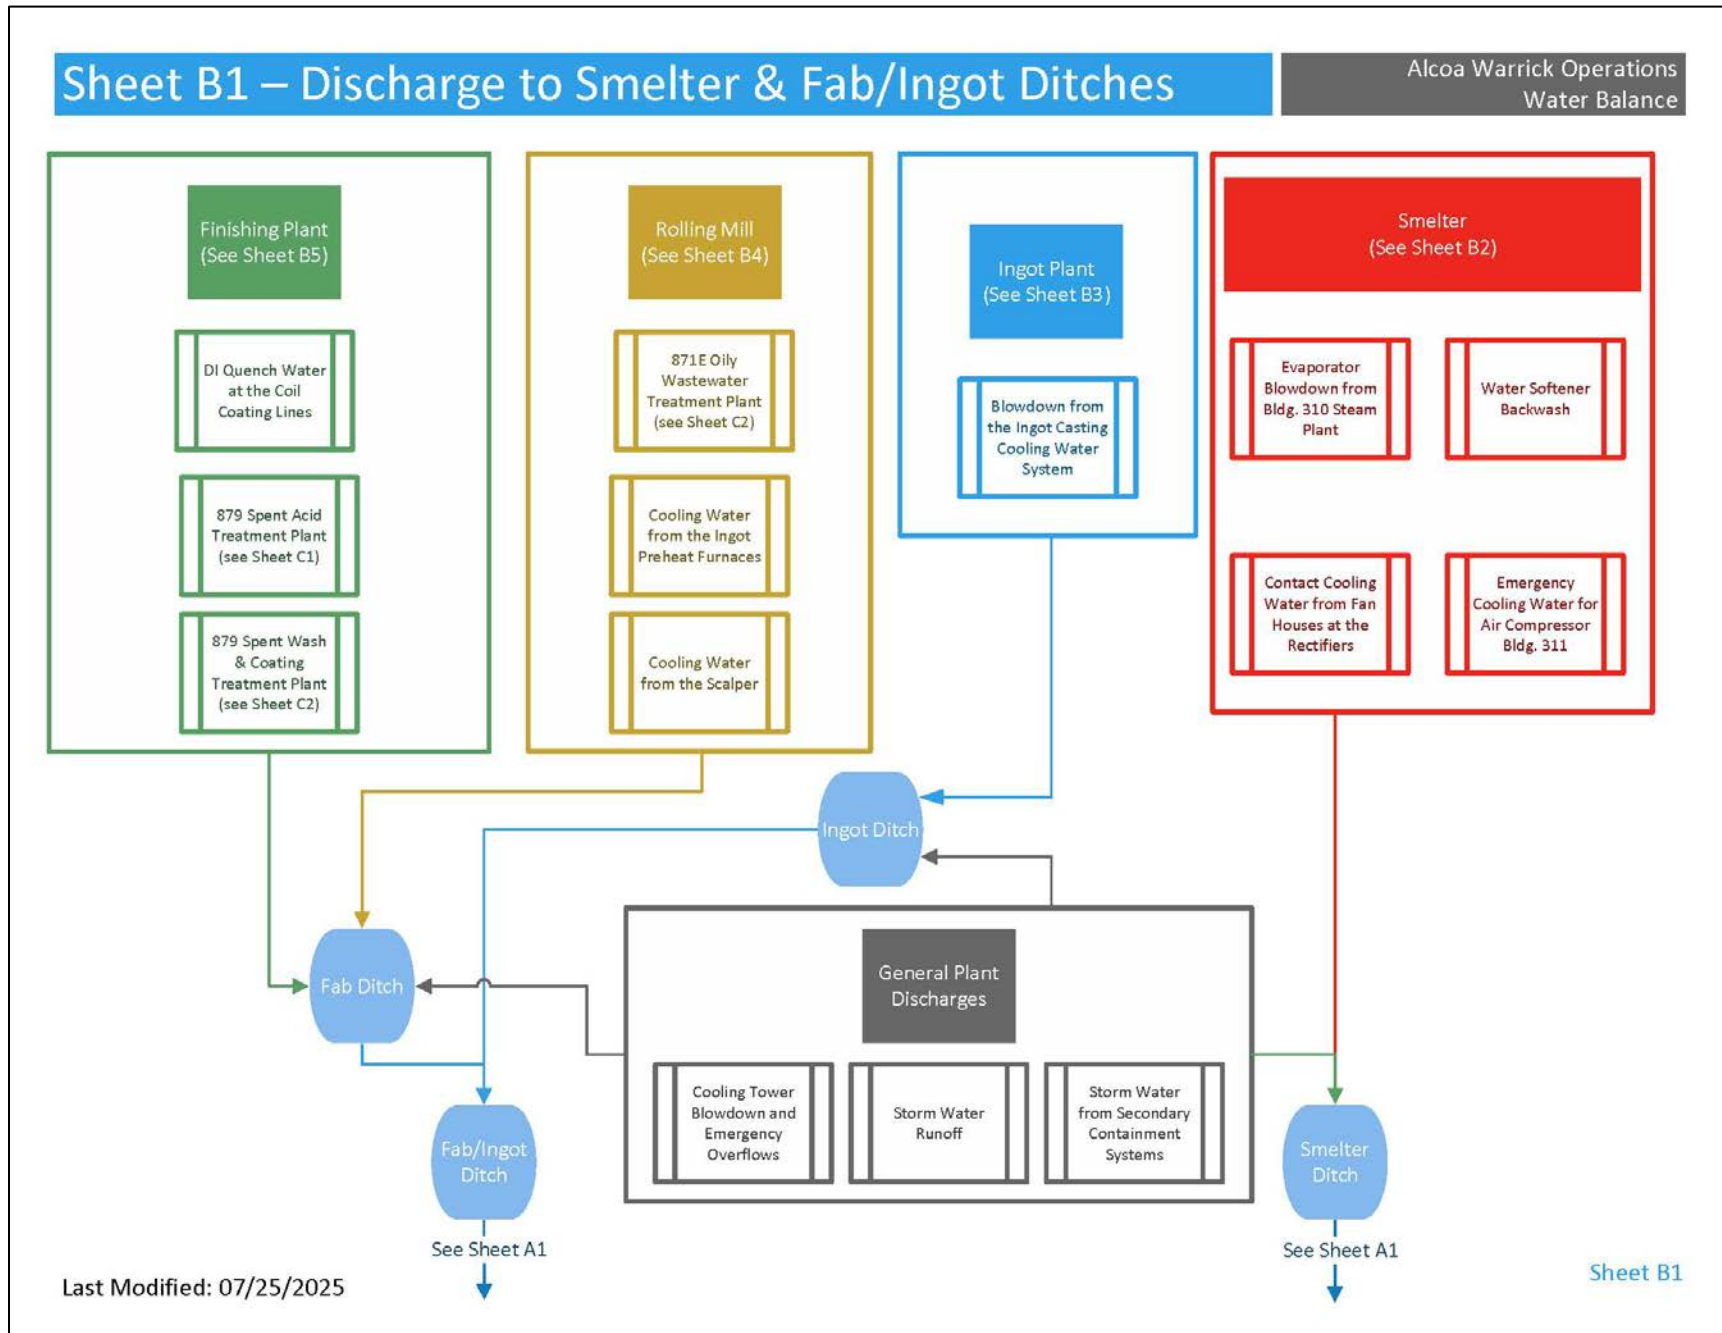 Sheet B1 – Discharge to Smelter & Fab/Ingot Ditches
Alcoa Warrick Operations
Water Balance
Finishing Plant
(See Sheet B5)
DI Quench Water
at the Coil
Coating Lines
879 Spent Acid
Treatment Plant
(see Sheet C1)
879 Spent Wash
& Coating
Treatment Plant
(see Sheet C2)
Rolling Mill
(See Sheet B4)
871E Oily
Wastewater
Treatment Plant
(see Sheet C2)
Cooling Water
from the Ingot
Preheat Furnaces
Cooling Water
from the Scalper
Ingot Plant
(See Sheet B3)
Blowdown from
the Ingot Casting
Cooling Water
System
Smelter
(See Sheet B2)
Evaporator
Blowdown from
Bldg. 310 Steam
Plant
Water Softener
Backwash
Contact Cooling
Water from Fan
Houses at the
Rectifiers
Emergency
Cooling Water for
Air Compressor
Bldg. 311
Ingot Ditch
Fab Ditch
General Plant
Discharges
Cooling Tower
Blowdown and
Emergency
Overflows
Storm Water
Runoff
Storm Water
from Secondary
Containment
Systems
Fab/Ingot
Ditch
Smelter
Ditch
See Sheet A1
See Sheet A1
Last Modified: 07/25/2025
Sheet B1